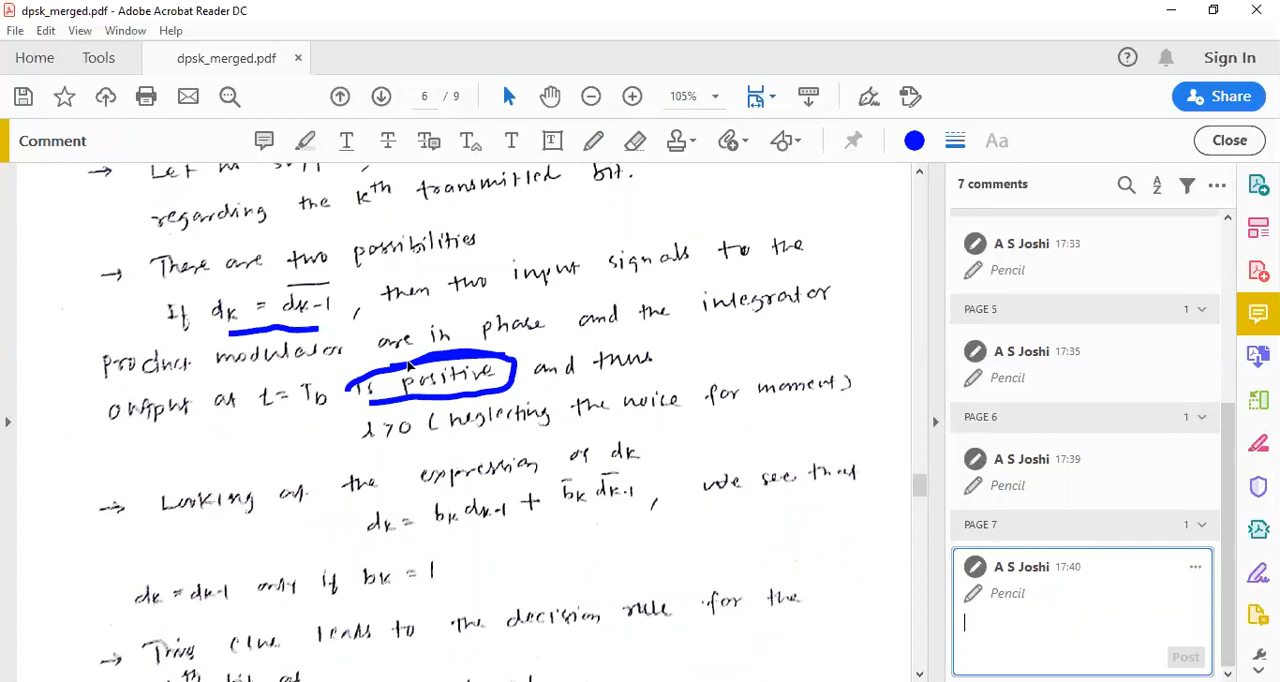 dpsk_merged.pdf - Adobe Acrobat Reader DC
File Edit View Window Help
Home Tools dpsk_merged.pdf × Sign In
6 / 9 105% Share
Comment Close
→ Let us
regarding the kth transmitted bit.
→ There are two possibilities
If dk = d̅k̅-̅1̅, then two input signals to the
product modulator are in phase and the integrator
output at t = Tb is positive and thus
λ>0 (neglecting the noice for moment)
→ Looking at the expression of dk
dk = bk dk-1 + b̅k d̅k-1, we see that
dk = dk-1 only if bk = 1
→ This clue leads to the decision rule for the
kth bit
7 comments
A S Joshi 17:33
Pencil
PAGE 5 1
A S Joshi 17:35
Pencil
PAGE 6 1
A S Joshi 17:39
Pencil
PAGE 7 1
A S Joshi 17:40
Pencil
Post